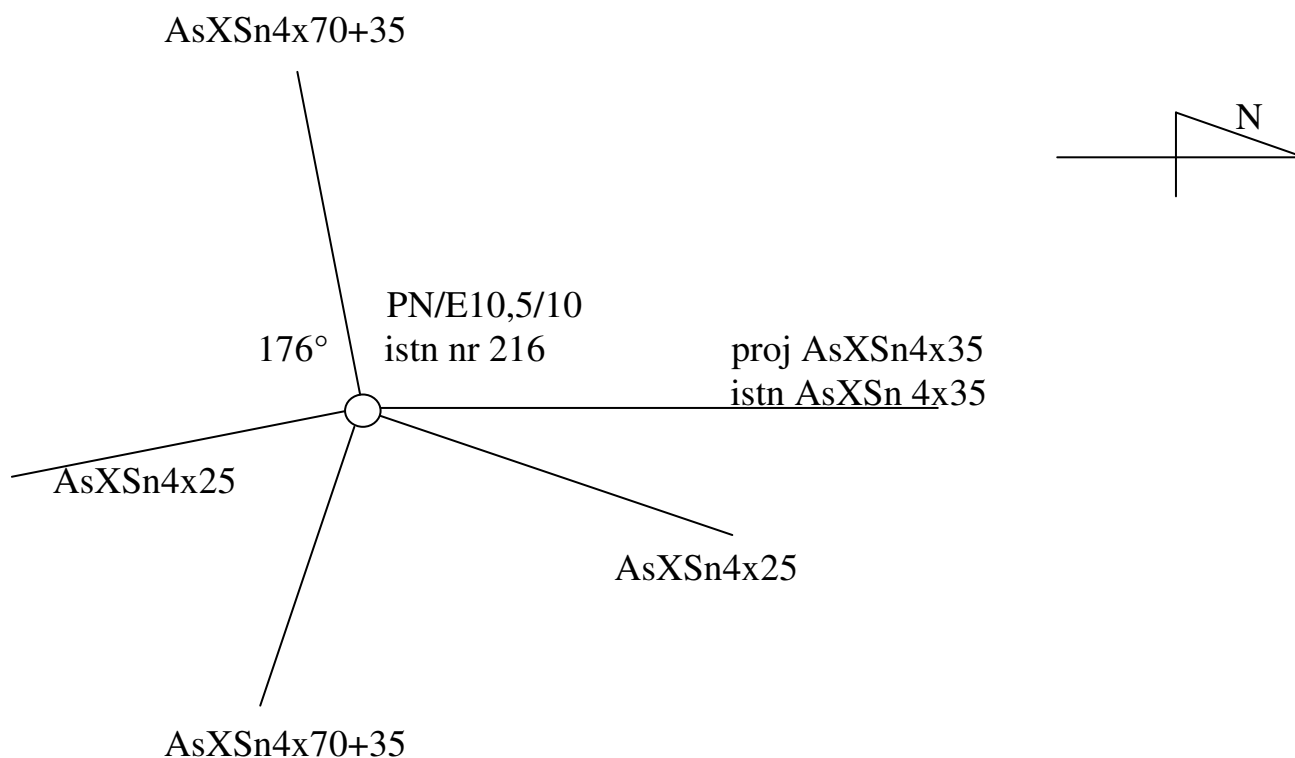 AsXSn4x70+35
N
PN/E10,5/10
176°
istn nr 216
proj AsXSn4x35
istn AsXSn 4x35
AsXSn4x25
AsXSn4x25
AsXSn4x70+35